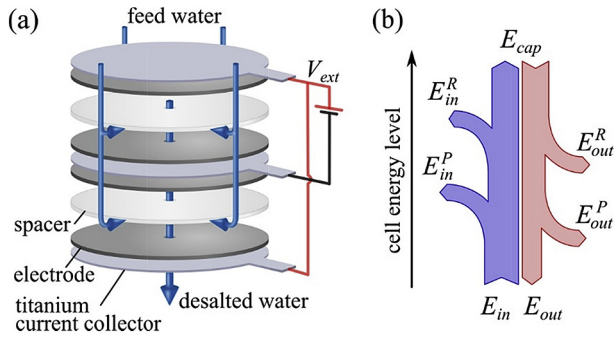 (a)
feed water
V_ext
spacer
electrode
titanium
current collector
desalted water
(b)
cell energy level
E_cap
E_in^R
E_in^P
E_out^R
E_out^P
E_in
E_out